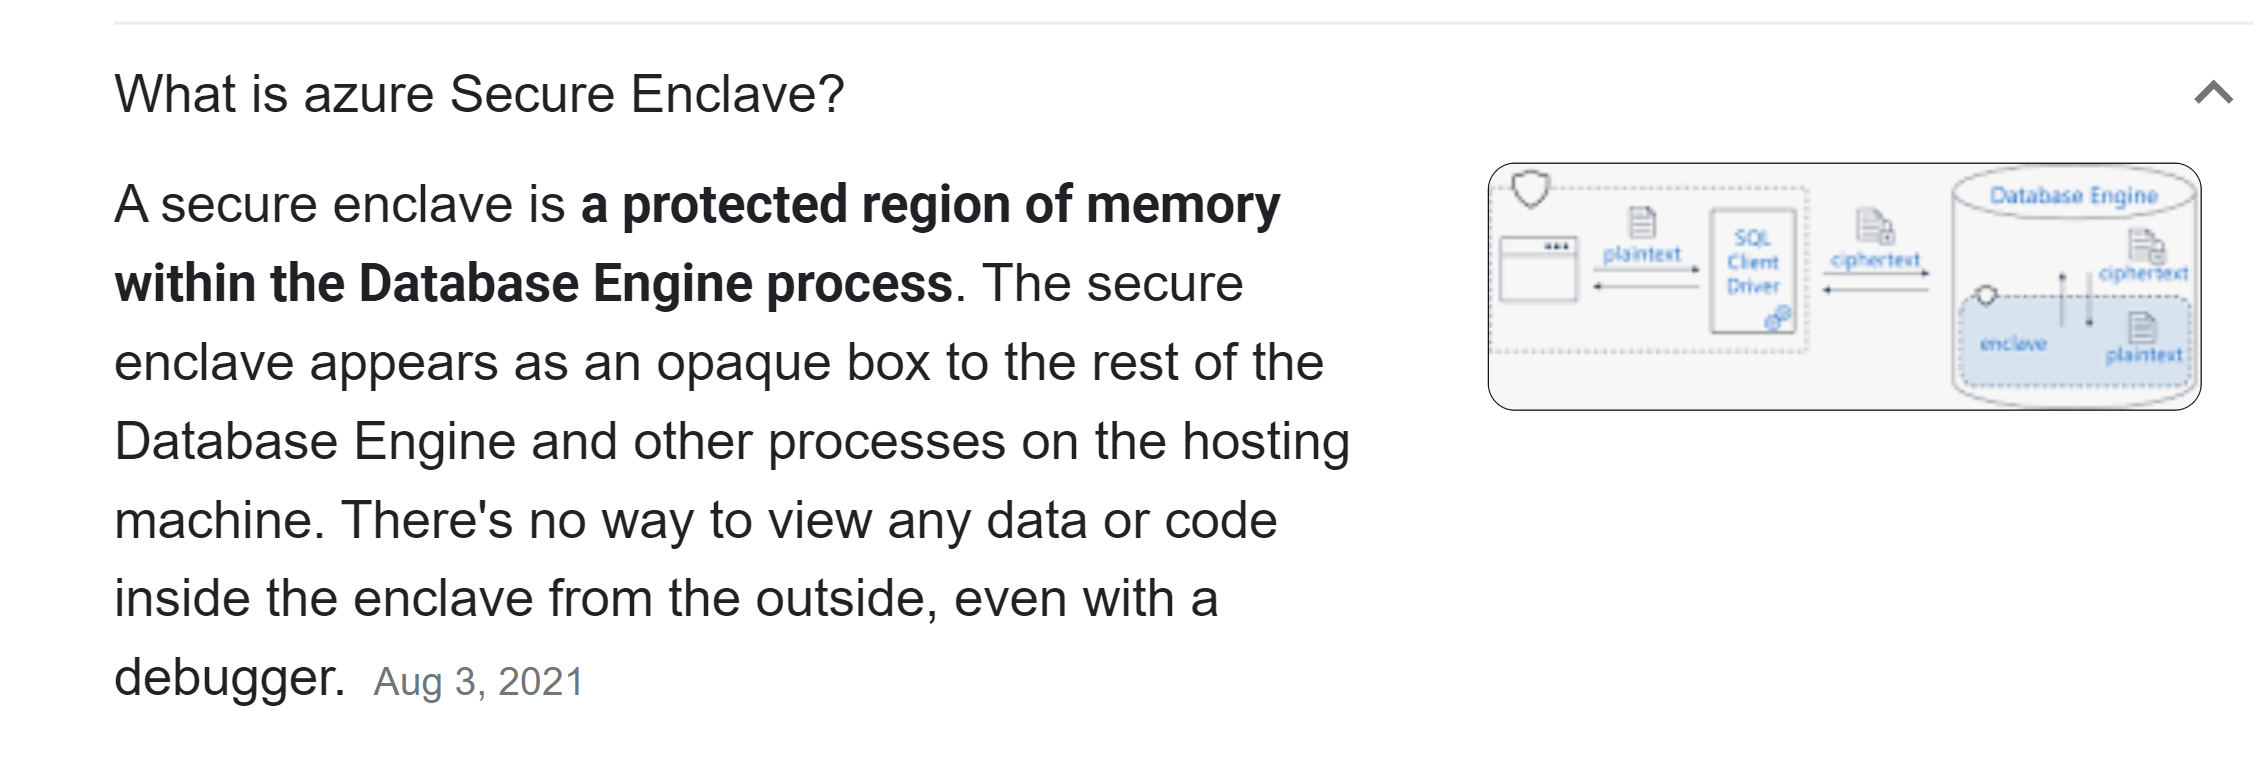 What is azure Secure Enclave?
A secure enclave is a protected region of memory
within the Database Engine process. The secure
enclave appears as an opaque box to the rest of the
Database Engine and other processes on the hosting
machine. There's no way to view any data or code
inside the enclave from the outside, even with a
debugger. Aug 3, 2021
plaintext
SQL
Client
Driver
ciphertext
Database Engine
ciphertext
enclave
plaintext